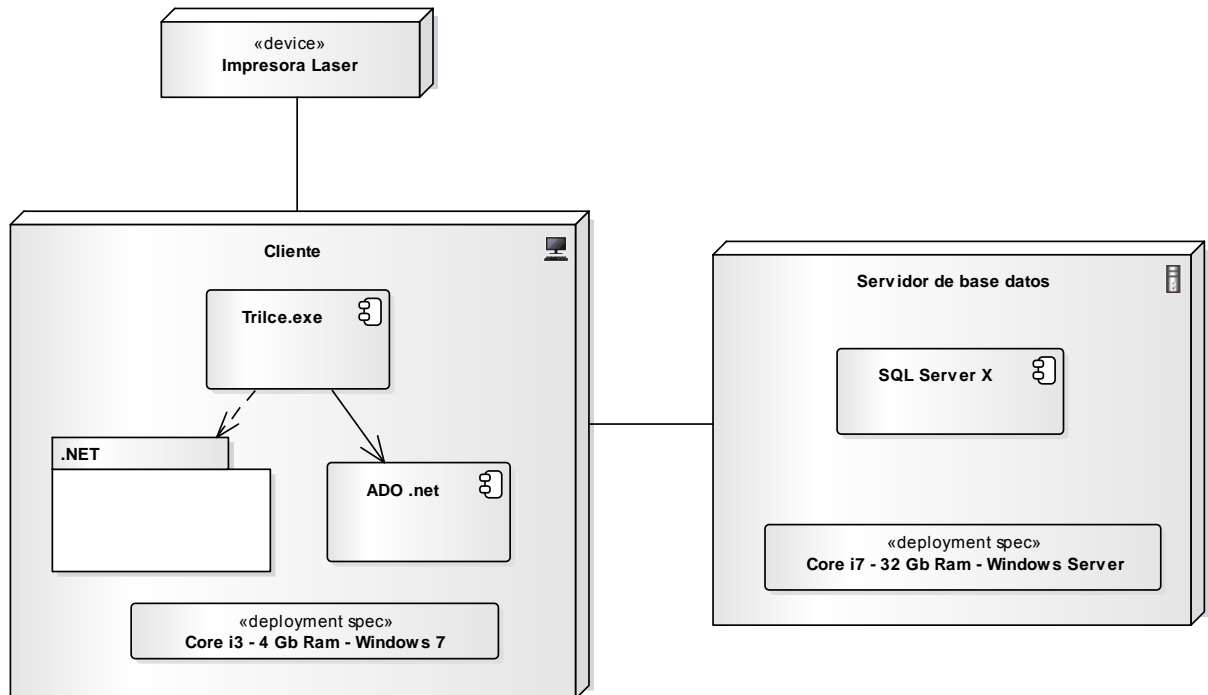 «device»
Impresora Laser
Cliente
Trilce.exe
.NET
ADO .net
«deployment spec»
Core i3 - 4 Gb Ram - Windows 7
Servidor de base datos
SQL Server X
«deployment spec»
Core i7 - 32 Gb Ram - Windows Server